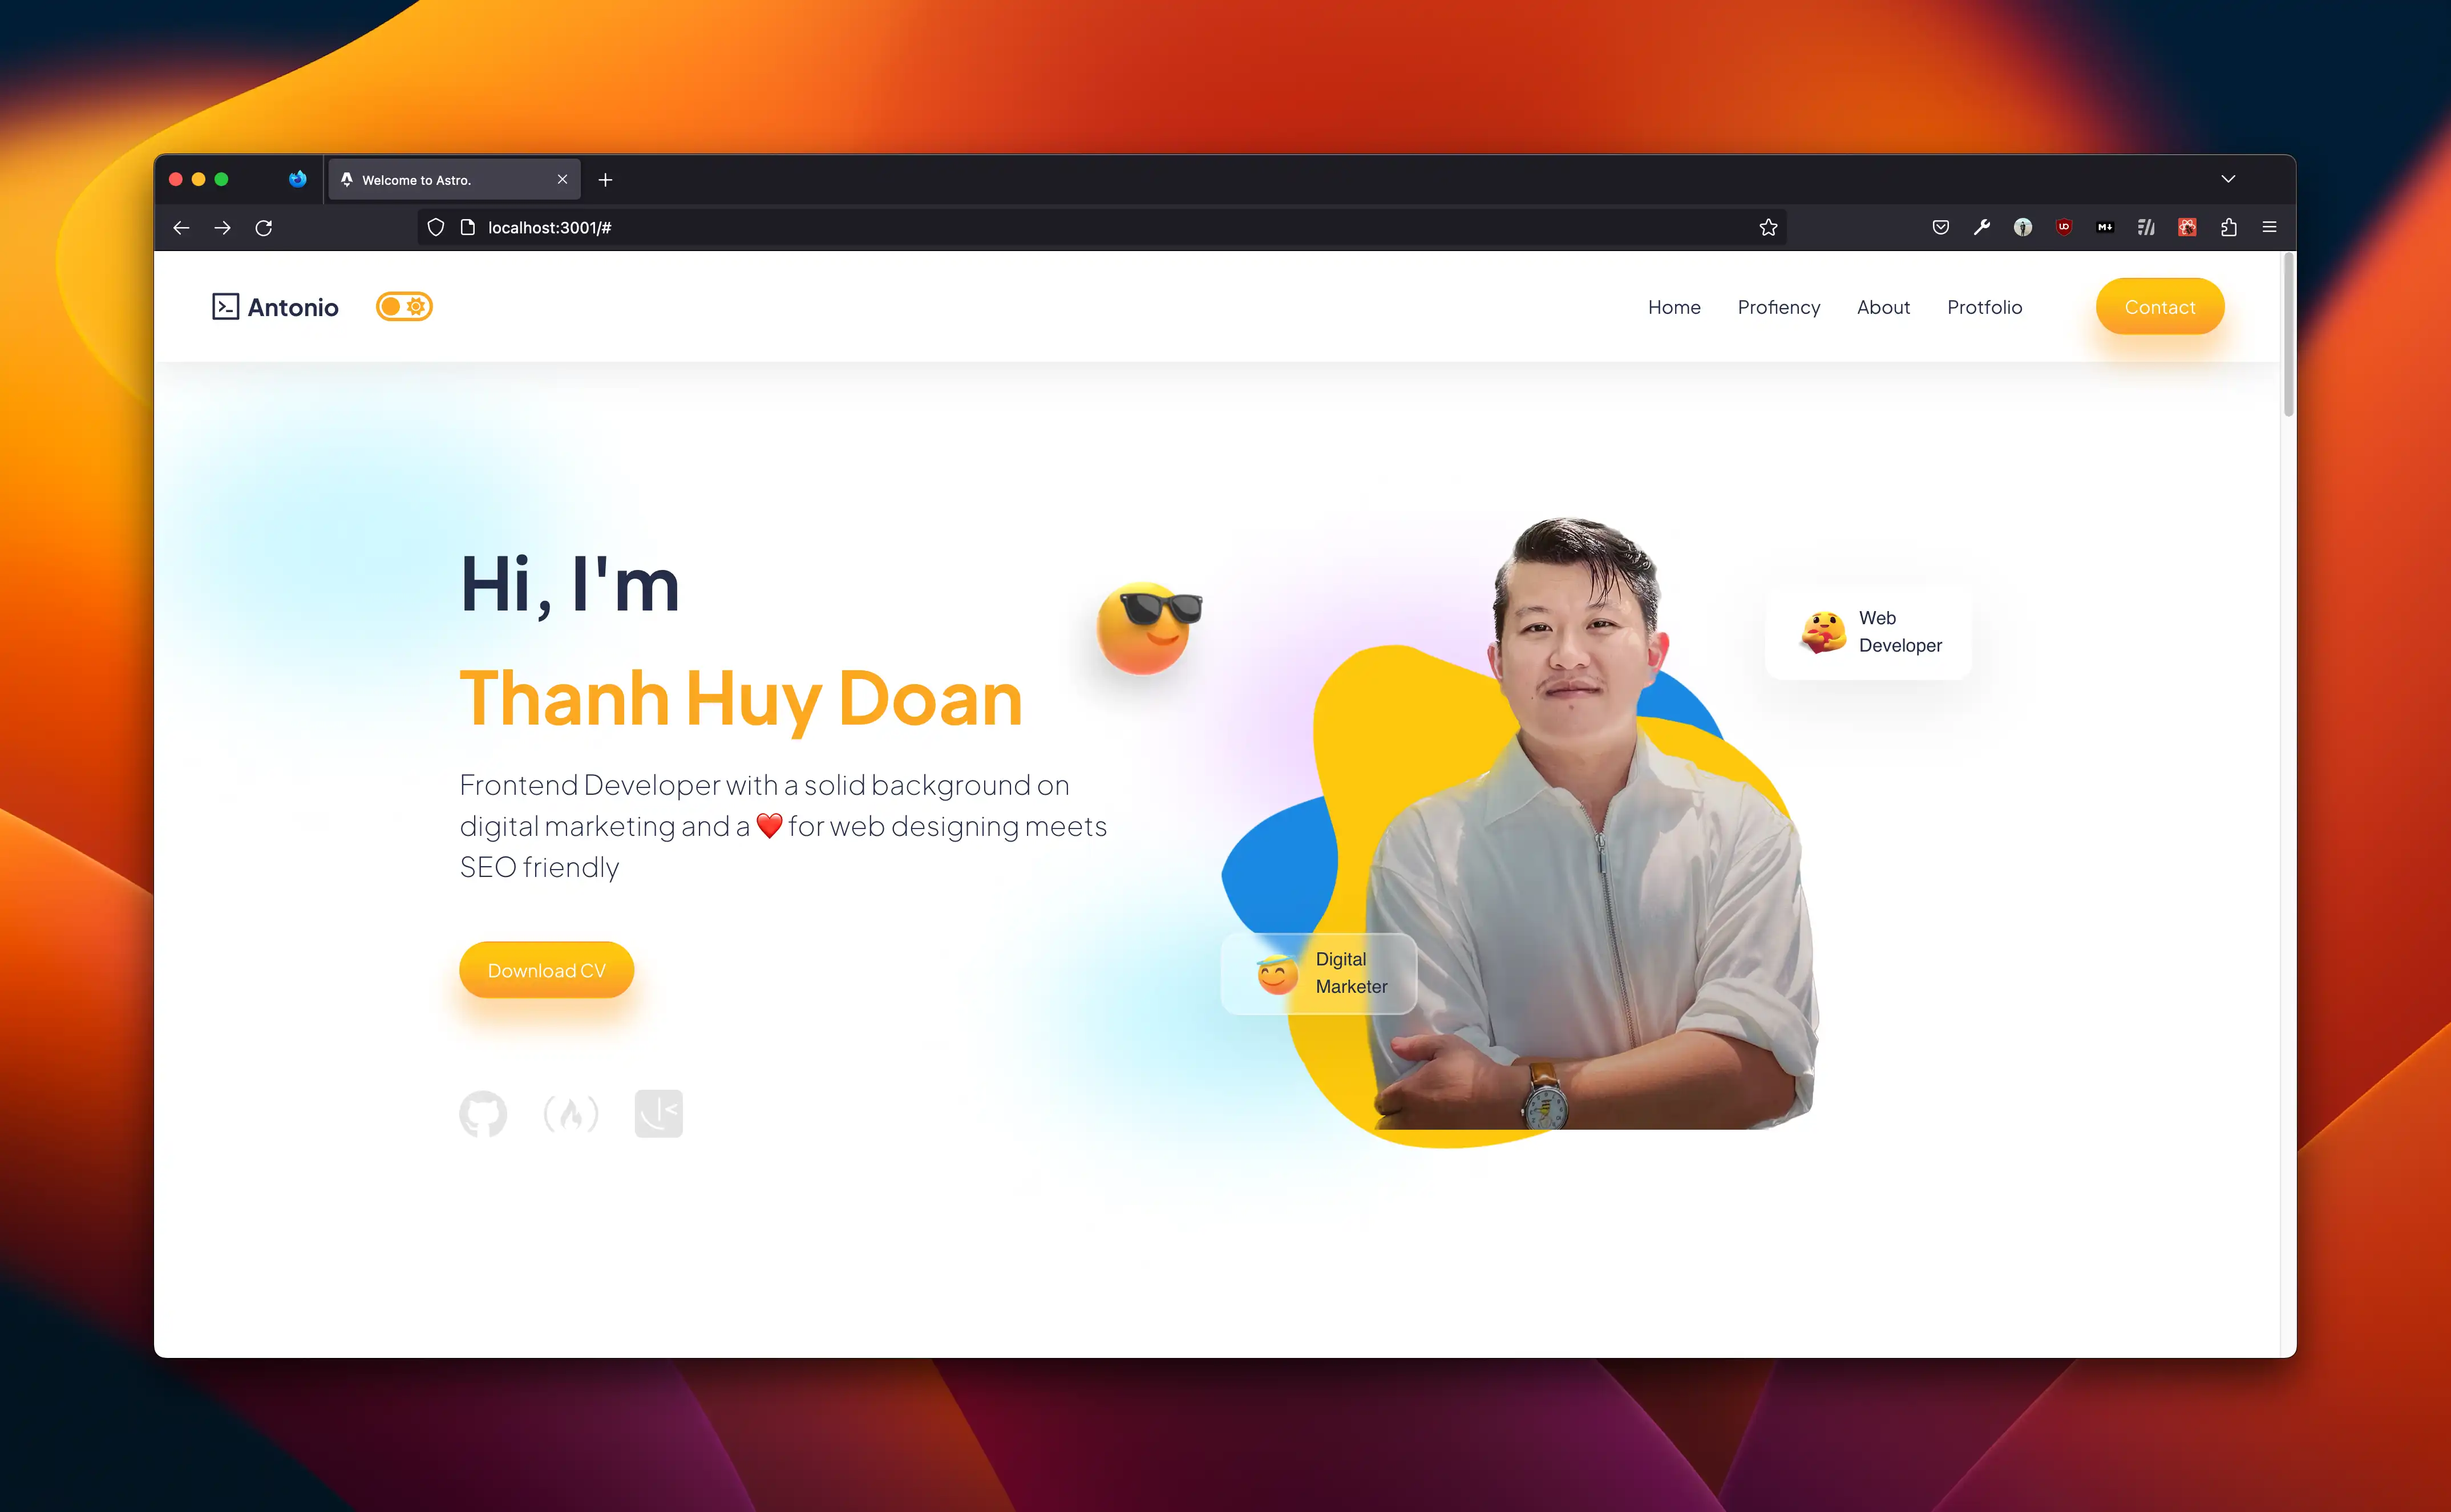 Welcome to Astro.
localhost:3001/#
Antonio
Home Profiency About Protfolio Contact
Hi, I'm
Thanh Huy Doan
Frontend Developer with a solid background on
digital marketing and a ❤️ for web designing meets
SEO friendly
Download CV
Web
Developer
Digital
Marketer